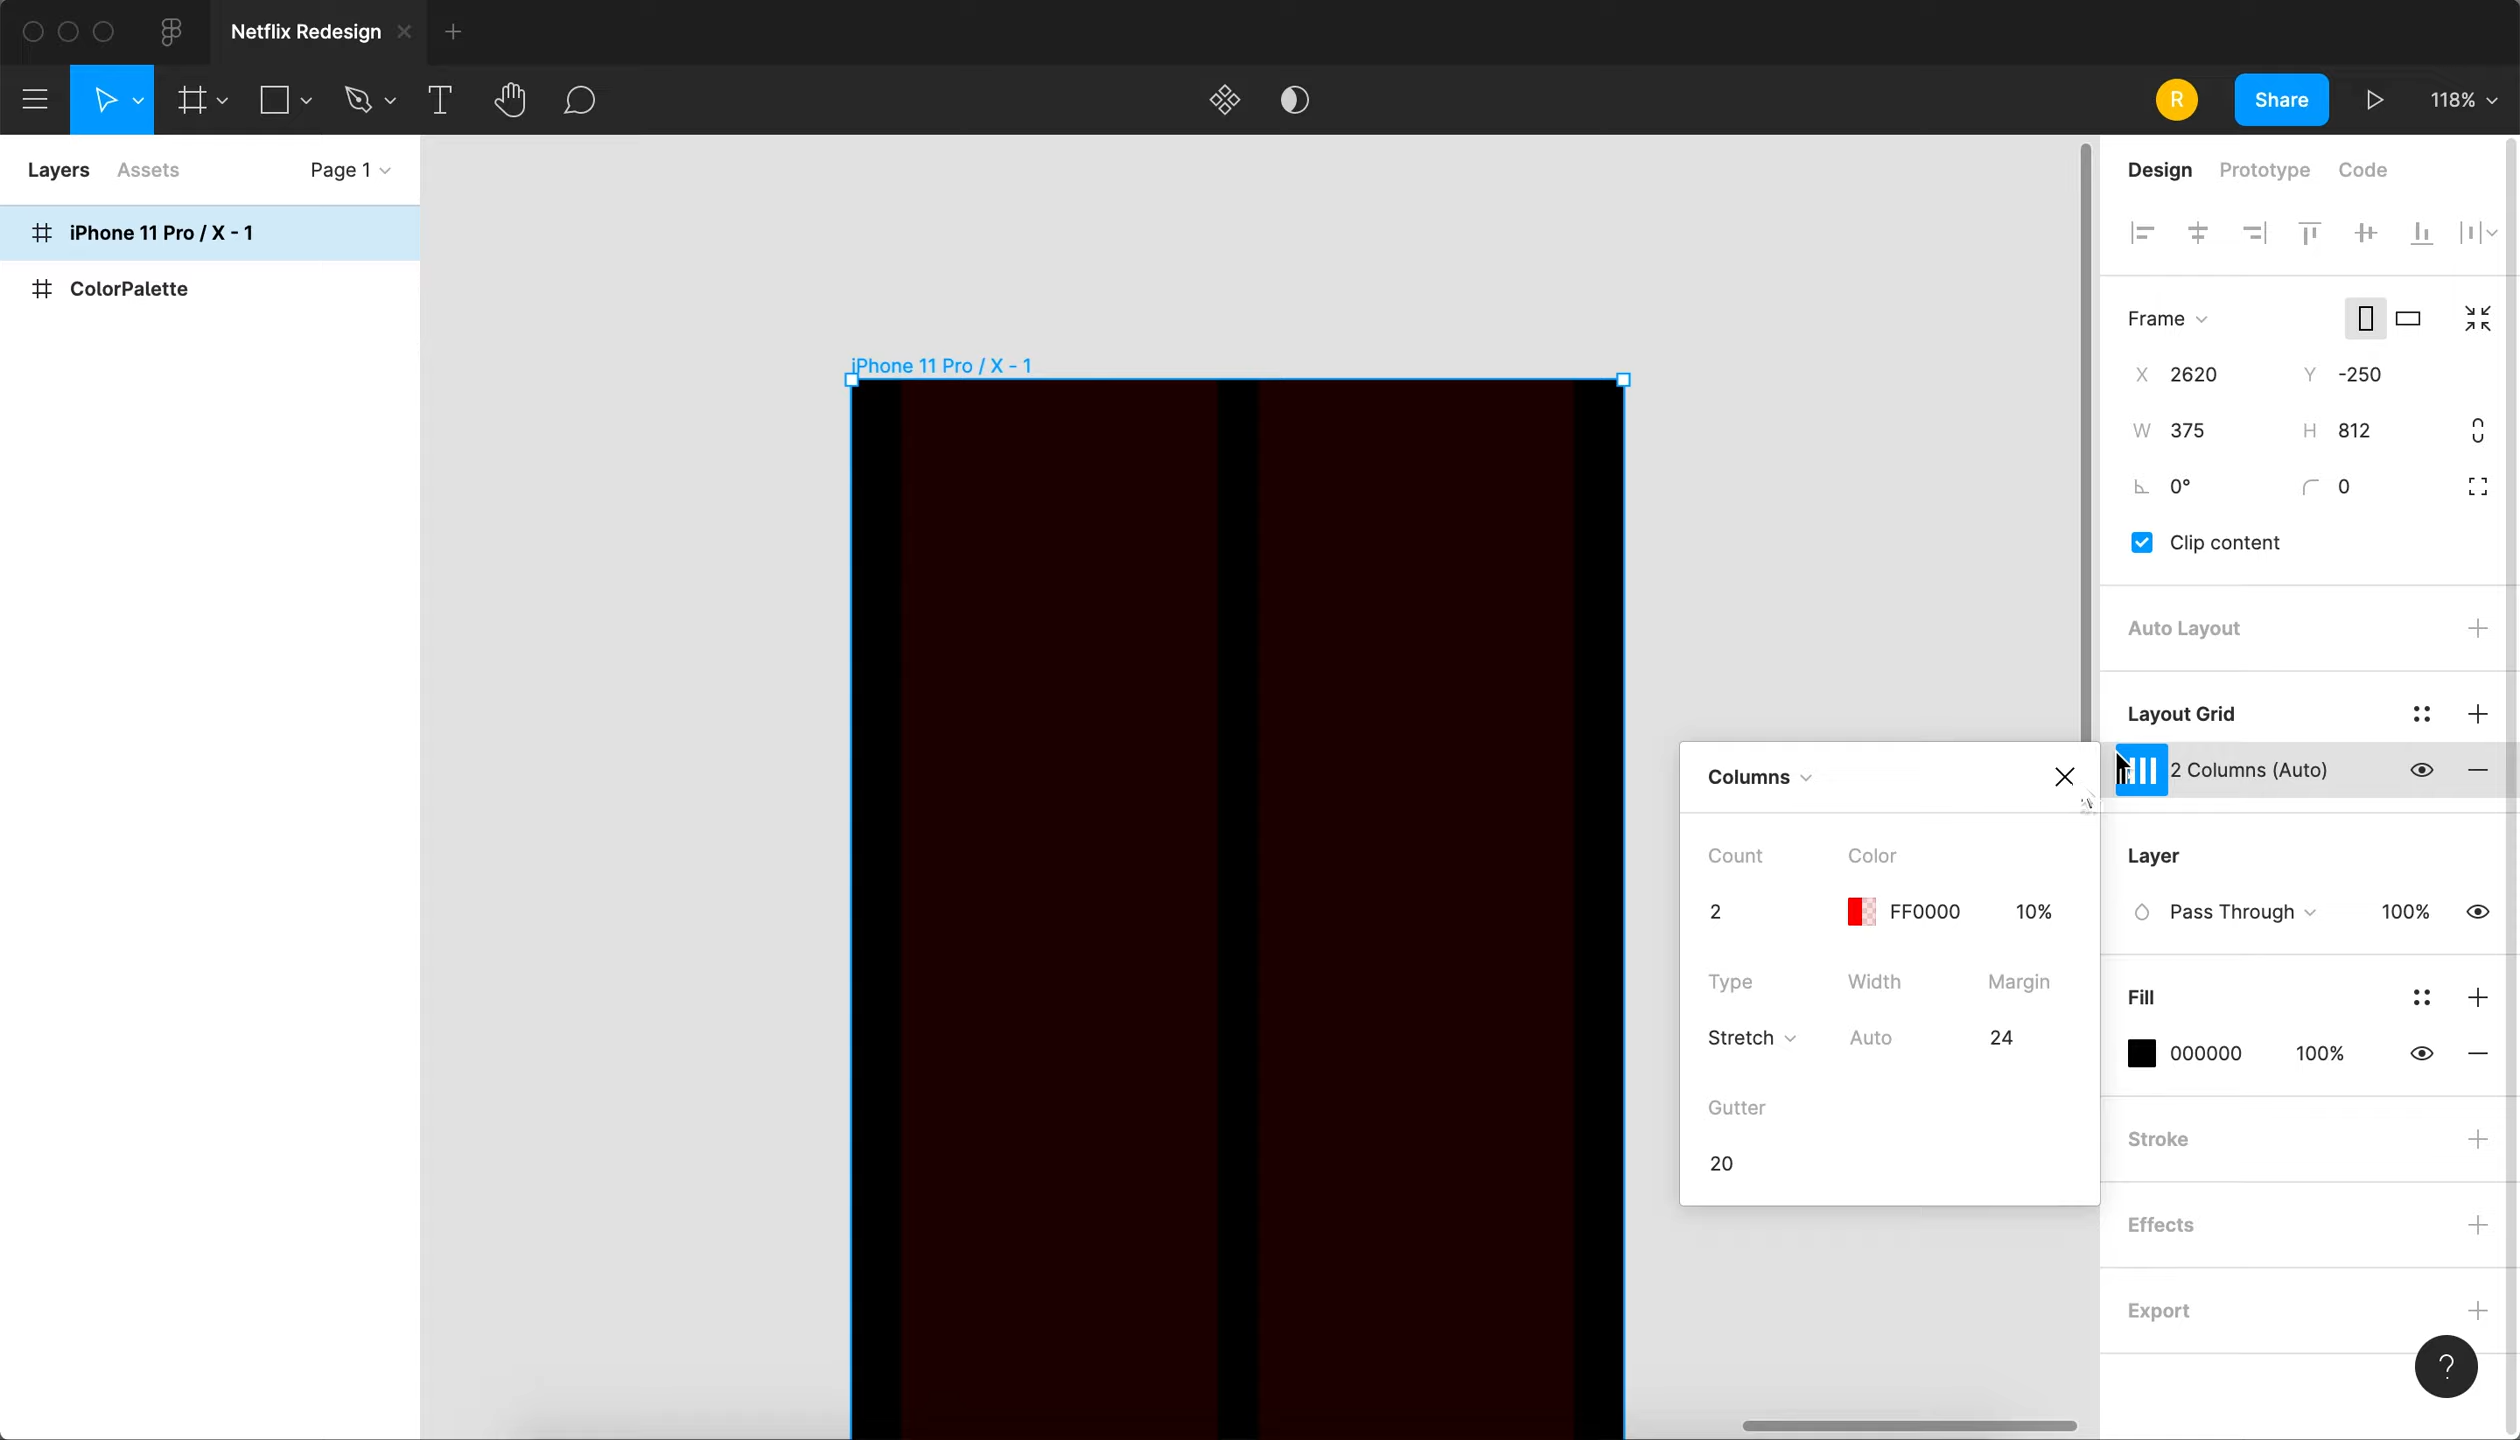 Netflix Redesign
R
Share
118%
Layers Assets Page 1
iPhone 11 Pro / X - 1
ColorPalette
iPhone 11 Pro / X - 1
Design Prototype Code
Frame
X 2620 Y -250
W 375 H 812
0° 0
Clip content
Auto Layout
Layout Grid
2 Columns (Auto)
Columns
Count Color
2 FF0000 10%
Type Width Margin
Stretch Auto 24
Gutter
20
Layer
Pass Through 100%
Fill
000000 100%
Stroke
Effects
Export
?